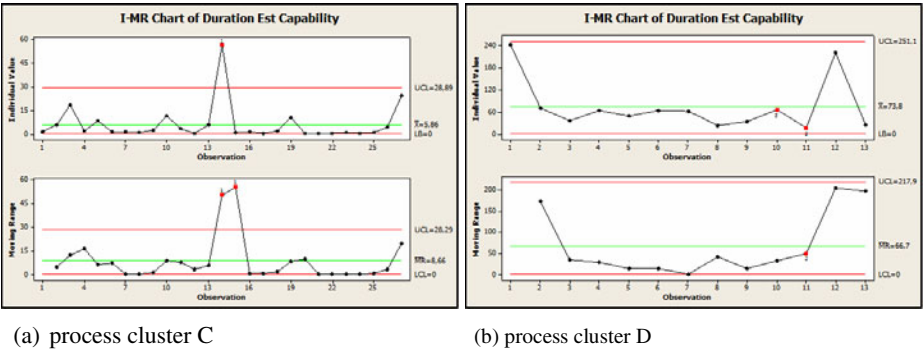 I-MR Chart of Duration Est Capability
60
45
30
15
0
Individual Value
UCL=28,89
X=5,86
LB=0
1 4 7 10 13 16 19 22 25
Observation
60
45
30
15
0
Moving Range
UCL=28,29
MR=8,66
LCL=0
1 4 7 10 13 16 19 22 25
Observation
(a) process cluster C
I-MR Chart of Duration Est Capability
240
180
120
60
0
Individual Value
UCL=251,1
X=73,8
LB=0
1 2 3 4 5 6 7 8 9 10 11 12 13
Observation
200
150
100
50
0
Moving Range
UCL=217,9
MR=66,7
LCL=0
1 2 3 4 5 6 7 8 9 10 11 12 13
Observation
(b) process cluster D